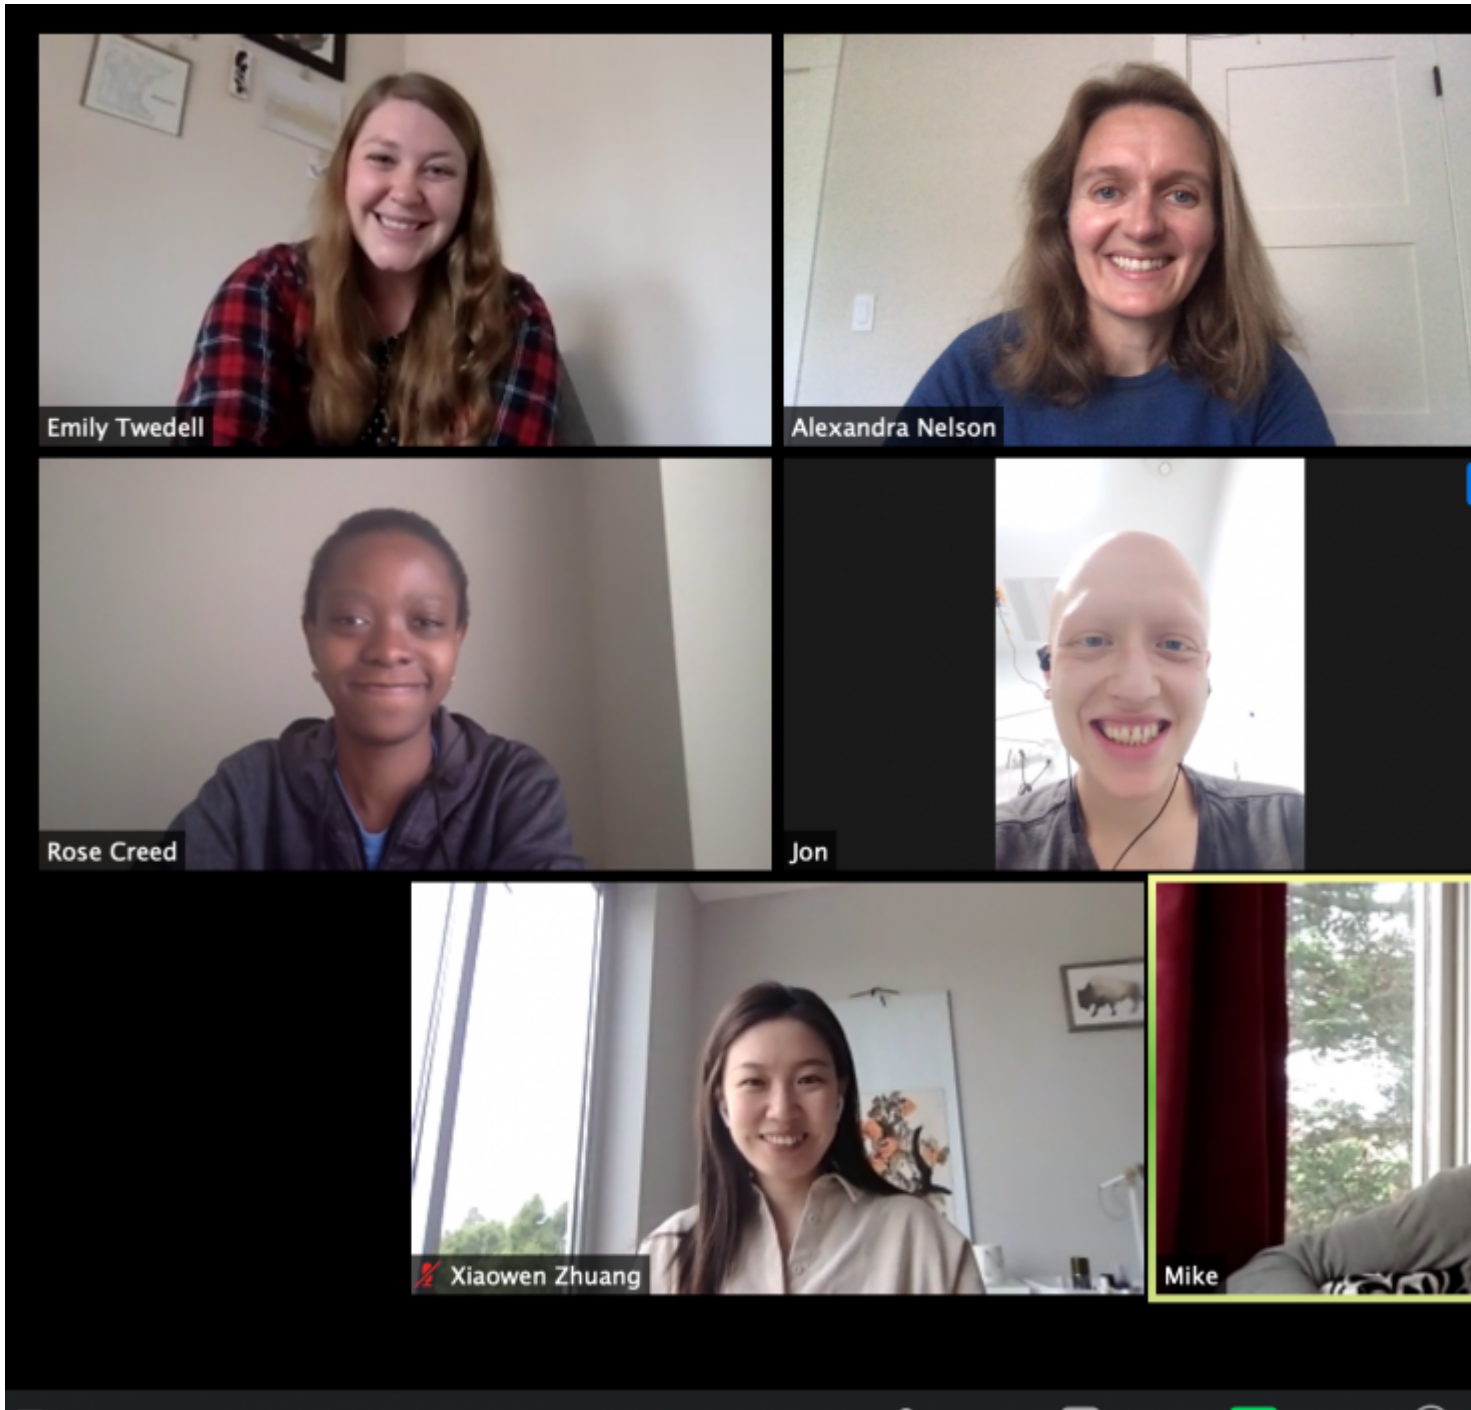 Emily Twedell
Alexandra Nelson
Rose Creed
Jon
Xiaowen Zhuang
Mike